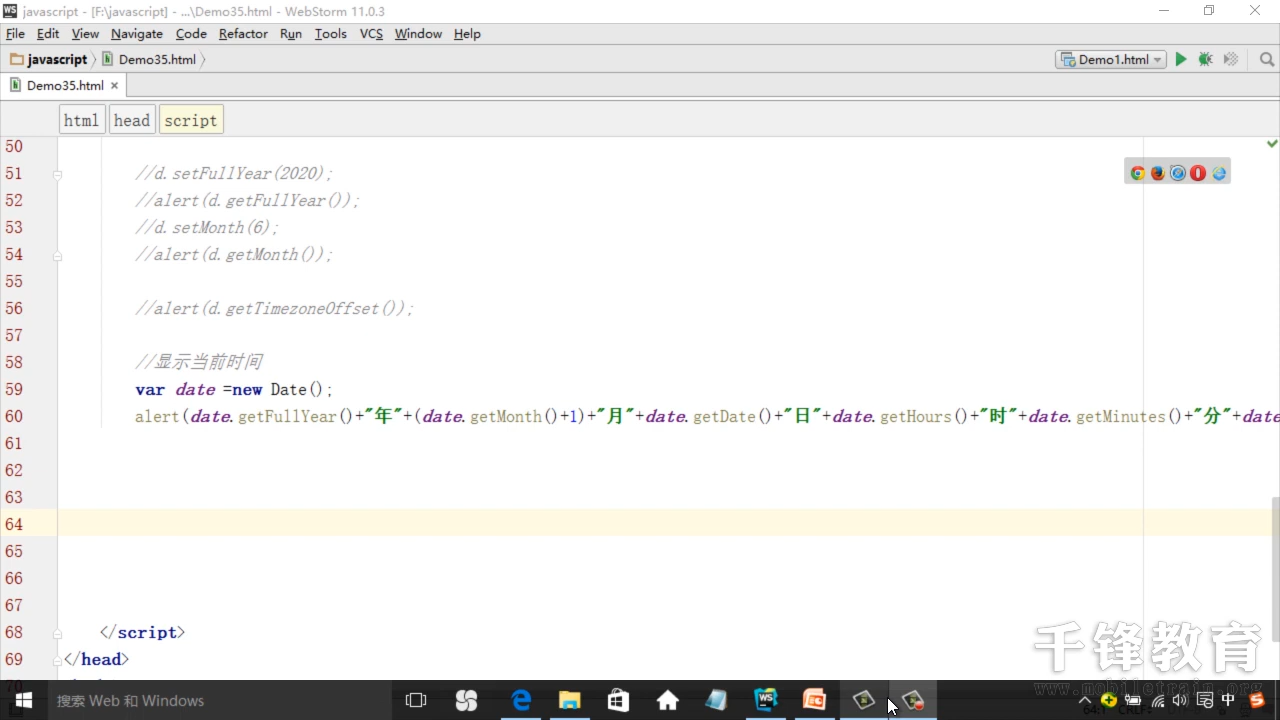 javascript - [F:\javascript] - ...\Demo35.html - WebStorm 11.0.3
File Edit View Navigate Code Refactor Run Tools VCS Window Help
javascript Demo35.html Demo1.html
Demo35.html
html head script
50
51 //d.setFullYear(2020);
52 //alert(d.getFullYear());
53 //d.setMonth(6);
54 //alert(d.getMonth());
55
56 //alert(d.getTimezoneOffset());
57
58 //显示当前时间
59 var date =new Date();
60 alert(date.getFullYear()+"年"+(date.getMonth()+1)+"月"+date.getDate()+"日"+date.getHours()+"时"+date.getMinutes()+"分"+date
61
62
63
64
65
66
67
68 </script>
69 </head>
70
千锋教育
www.mobiletrain.org
搜索 Web 和 Windows
中